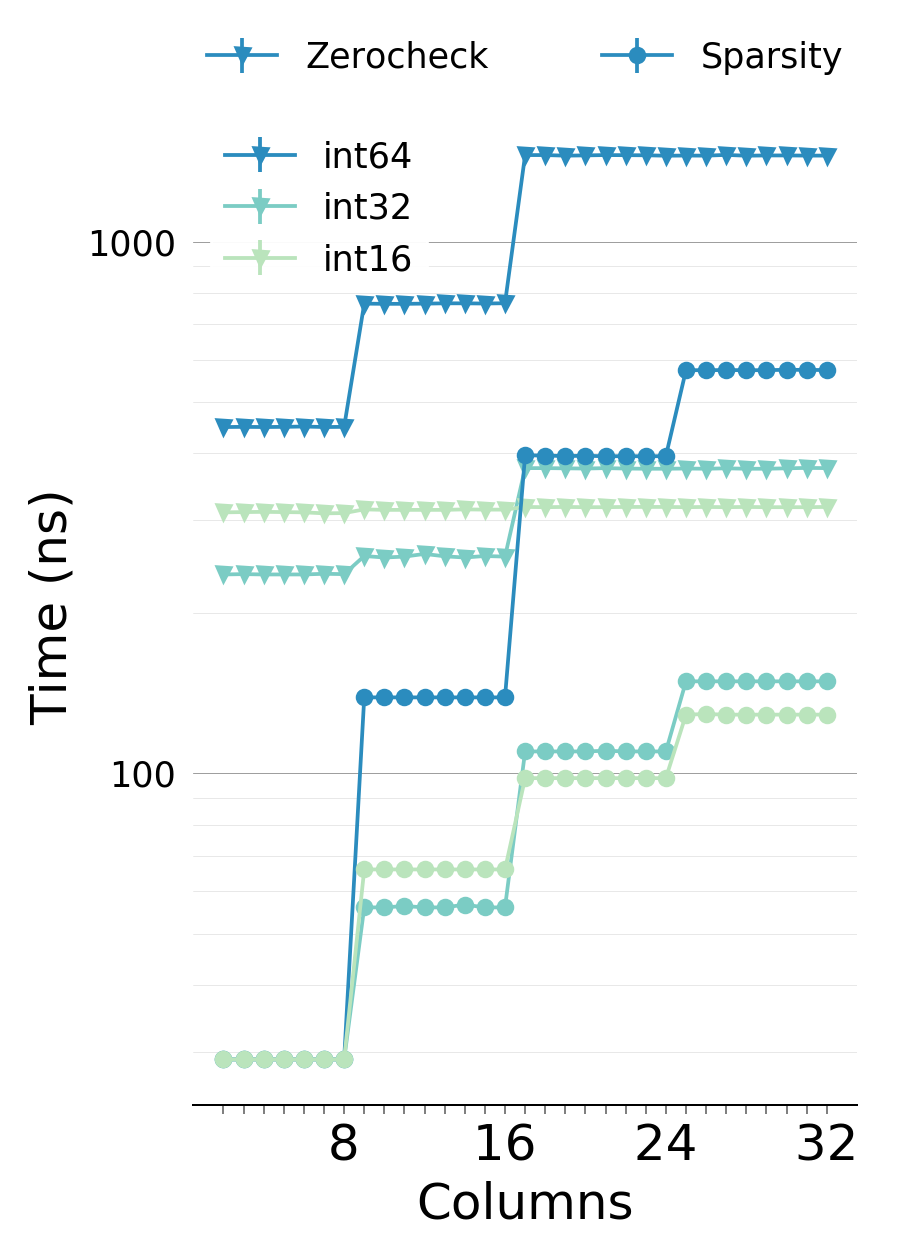 Zerocheck Sparsity
int64
int32
int16
1000
100
Time (ns)
8 16 24 32
Columns